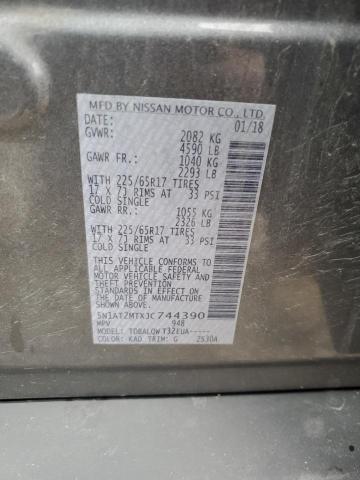 MFD BY NISSAN MOTOR CO., LTD.
DATE: 01/18
GVWR: 2082 KG
4590 LB
GAWR FR.: 1040 KG
2293 LB
WITH 225/65R17 TIRES
17 X 7J RIMS AT 33 PSI
COLD SINGLE
GAWR RR.: 1055 KG
2326 LB
WITH 225/65R17 TIRES
17 X 7J RIMS AT 33 PSI
COLD SINGLE
THIS VEHICLE CONFORMS TO
ALL APPLICABLE FEDERAL
MOTOR VEHICLE SAFETY AND
THEFT PREVENTION
STANDARDS IN EFFECT ON
THE DATE OF MANUFACTURE
SHOWN ABOVE.
5N1AT2MTXJC744390
MPV 948
MODEL: TDBALQWT32EUA-----
COLOR: KAD TRIM: G 2530A